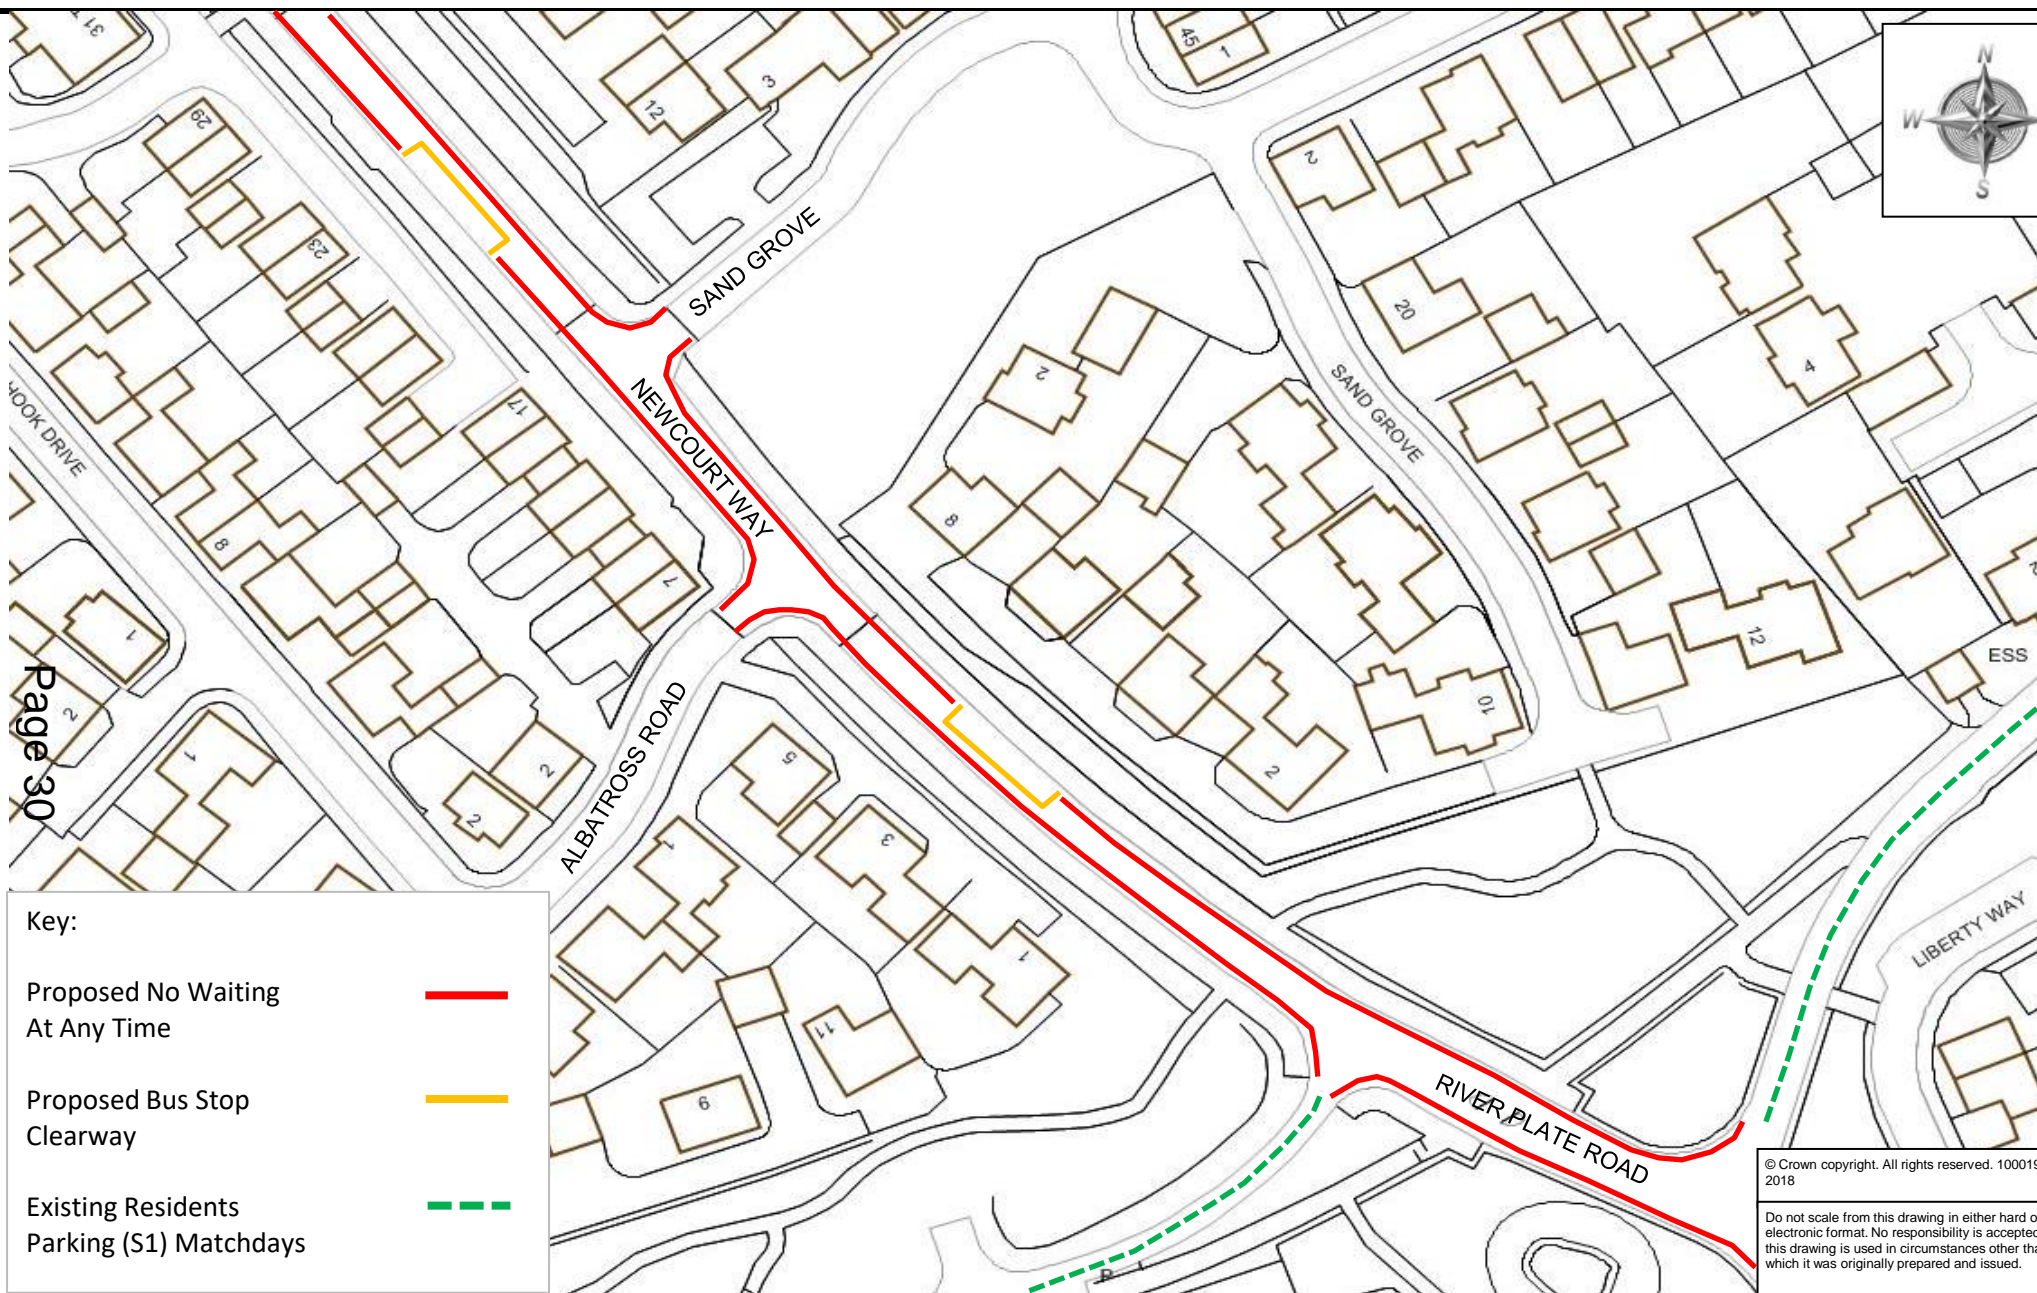 31
45
1
N
W
S
3
12
29
2
SAND GROVE
23
20
2
4
SAND GROVE
NEWCOURT WAY
17
HOOK DRIVE
8
8
7
1
12
ESS
2
Page 30
10
2
ALBATROSS ROAD
5
2
2
1
3
1
LIBERTY WAY
1
11
9
RIVER PLATE ROAD
Key:
Proposed No Waiting
At Any Time
Proposed Bus Stop
Clearway
Existing Residents
Parking (S1) Matchdays
© Crown copyright. All rights reserved. 100019
2018
Do not scale from this drawing in either hard o
electronic format. No responsibility is accepted
this drawing is used in circumstances other tha
which it was originally prepared and issued.